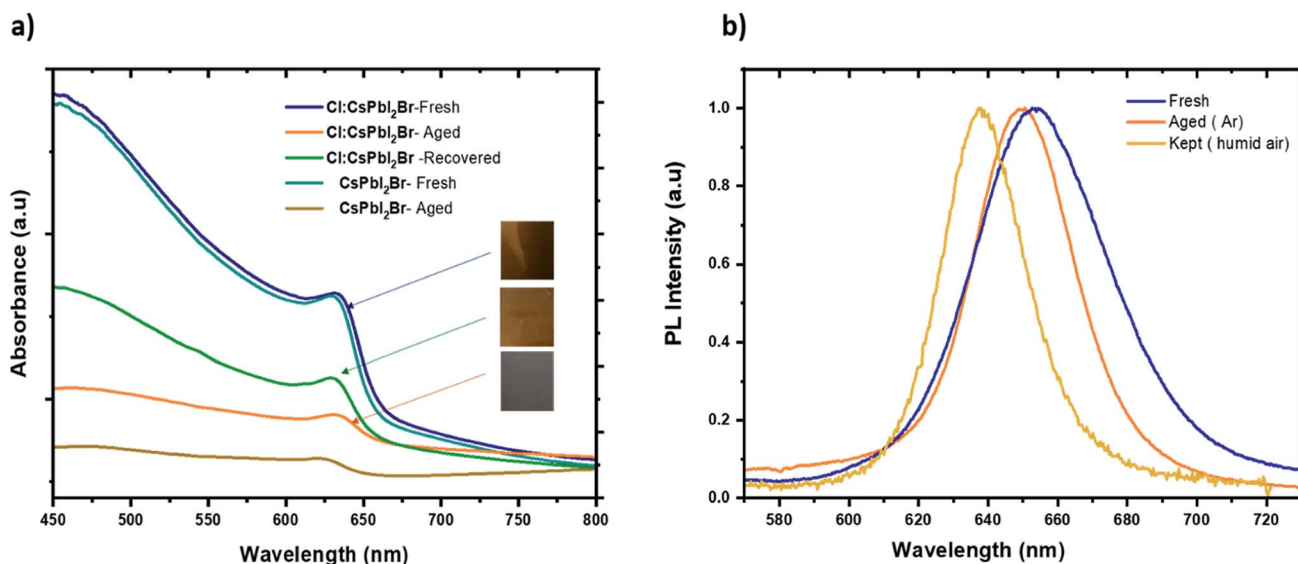 a)
Absorbance (a.u)
Cl:CsPbI₂Br-Fresh
Cl:CsPbI₂Br- Aged
Cl:CsPbI₂Br -Recovered
CsPbI₂Br- Fresh
CsPbI₂Br- Aged
450 500 550 600 650 700 750 800
Wavelength (nm)
b)
PL Intensity (a.u)
1.0
0.8
0.6
0.4
0.2
0.0
Fresh
Aged ( Ar)
Kept ( humid air)
580 600 620 640 660 680 700 720
Wavelength (nm)